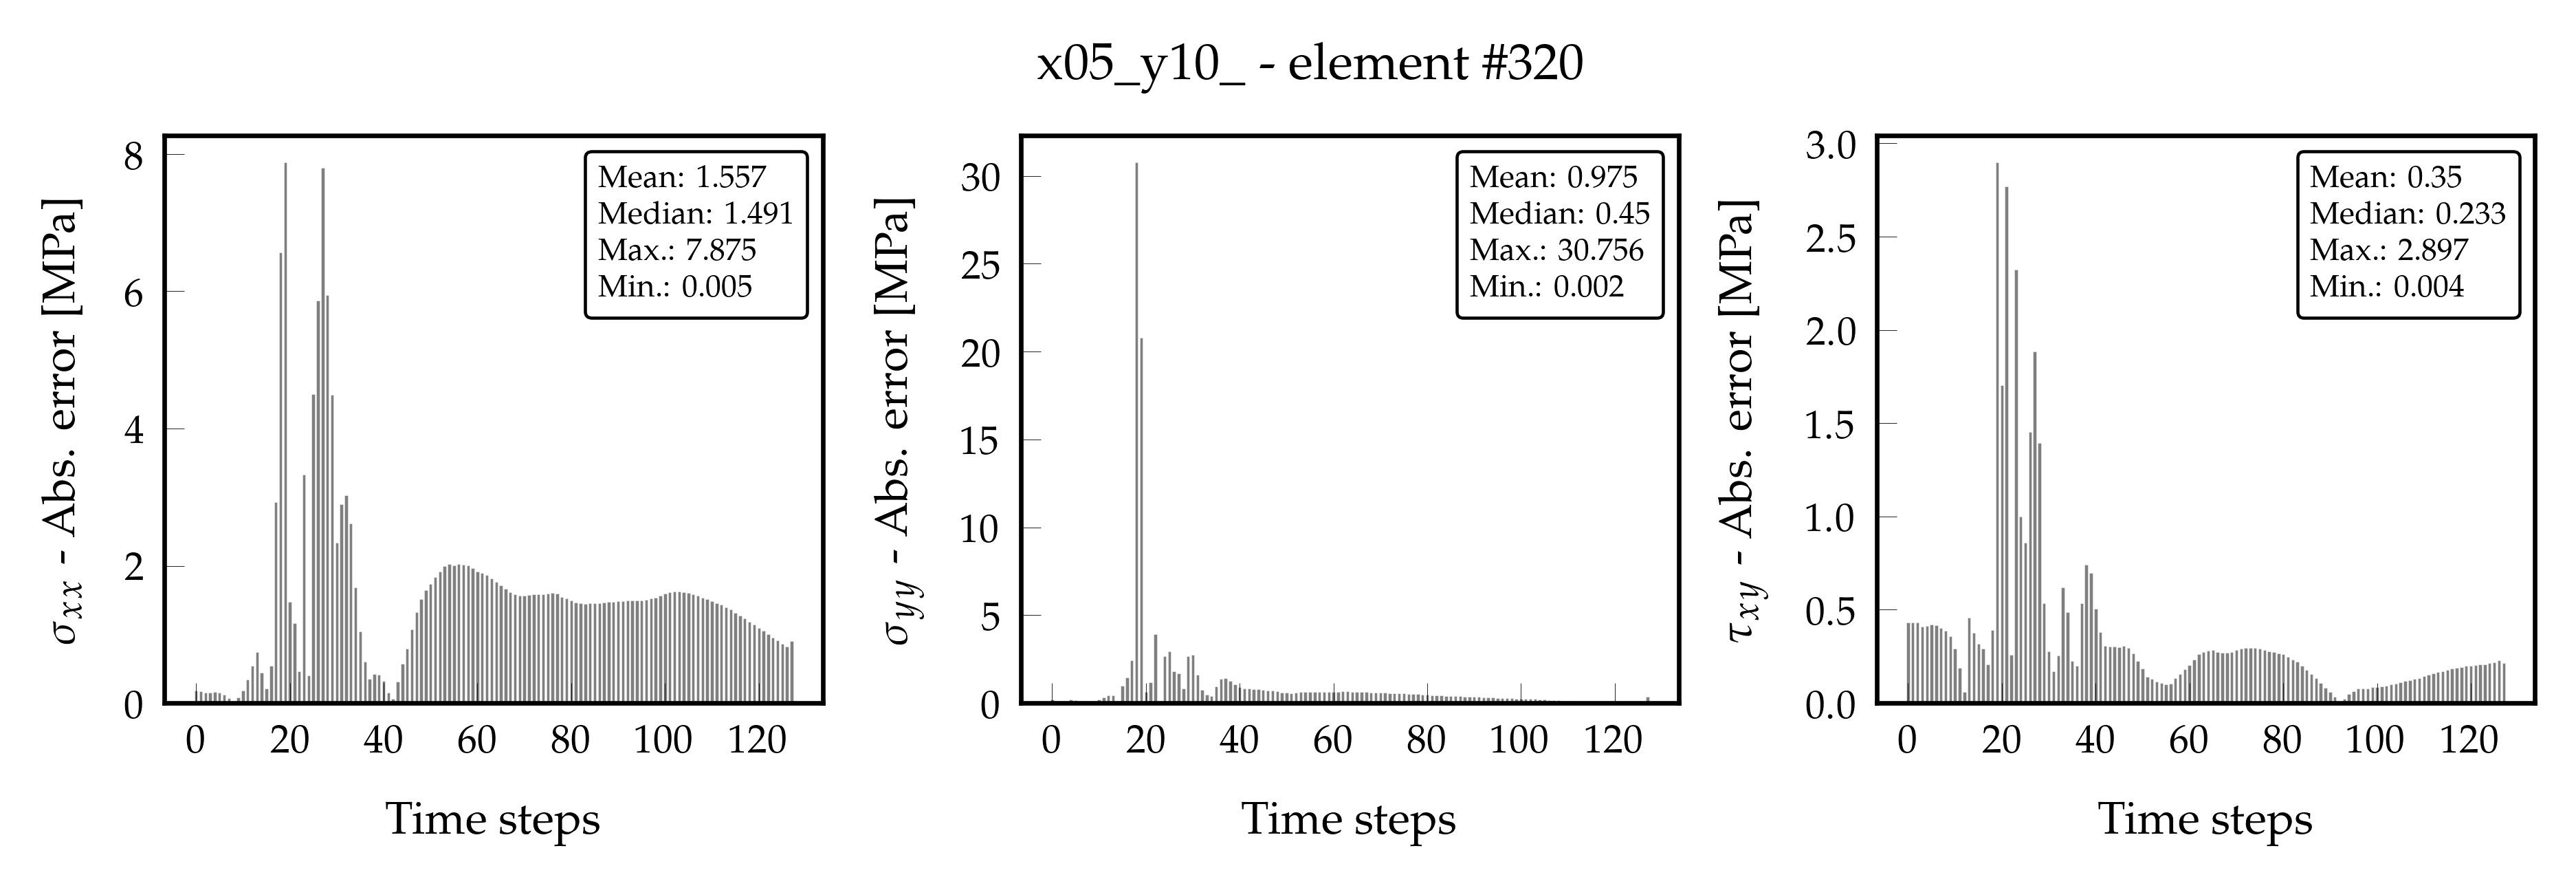 x05_y10_ - element #320
σxx - Abs. error [MPa]
8
6
4
2
0
Mean: 1.557
Median: 1.491
Max.: 7.875
Min.: 0.005
0 20 40 60 80 100 120
Time steps
σyy - Abs. error [MPa]
30
25
20
15
10
5
0
Mean: 0.975
Median: 0.45
Max.: 30.756
Min.: 0.002
0 20 40 60 80 100 120
Time steps
τxy - Abs. error [MPa]
3.0
2.5
2.0
1.5
1.0
0.5
0.0
Mean: 0.35
Median: 0.233
Max.: 2.897
Min.: 0.004
0 20 40 60 80 100 120
Time steps